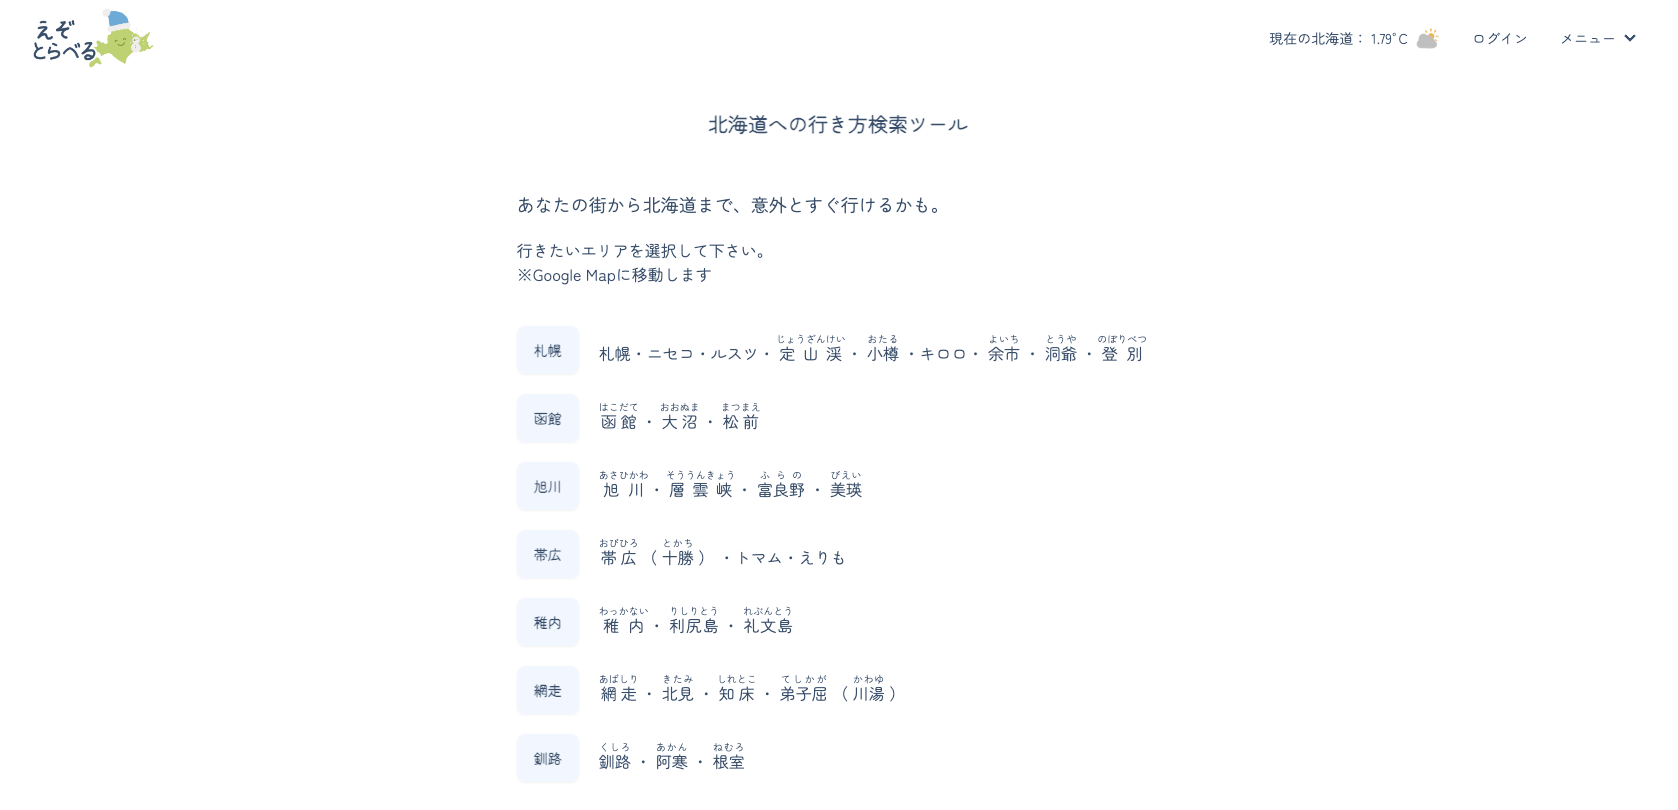 えぞ
とらべる
現在の北海道： 1.79°C
ログイン
メニュー
北海道への行き方検索ツール
あなたの街から北海道まで、意外とすぐ行けるかも。
行きたいエリアを選択して下さい。
※Google Mapに移動します
じょうざんけい おたる よいち とうや のぼりべつ
札幌 札幌・ニセコ・ルスツ・定山渓・小樽・キロロ・余市・洞爺・登別
はこだて おおぬま まつまえ
函館 函館・大沼・松前
あさひかわ そううんきょう ふらの びえい
旭川 旭川・層雲峡・富良野・美瑛
おびひろ とかち
帯広 帯広（十勝）・トマム・えりも
わっかない りしりとう れぶんとう
稚内 稚内・利尻島・礼文島
あばしり きたみ しれとこ てしかが かわゆ
網走 網走・北見・知床・弟子屈（川湯）
くしろ あかん ねむろ
釧路 釧路・阿寒・根室